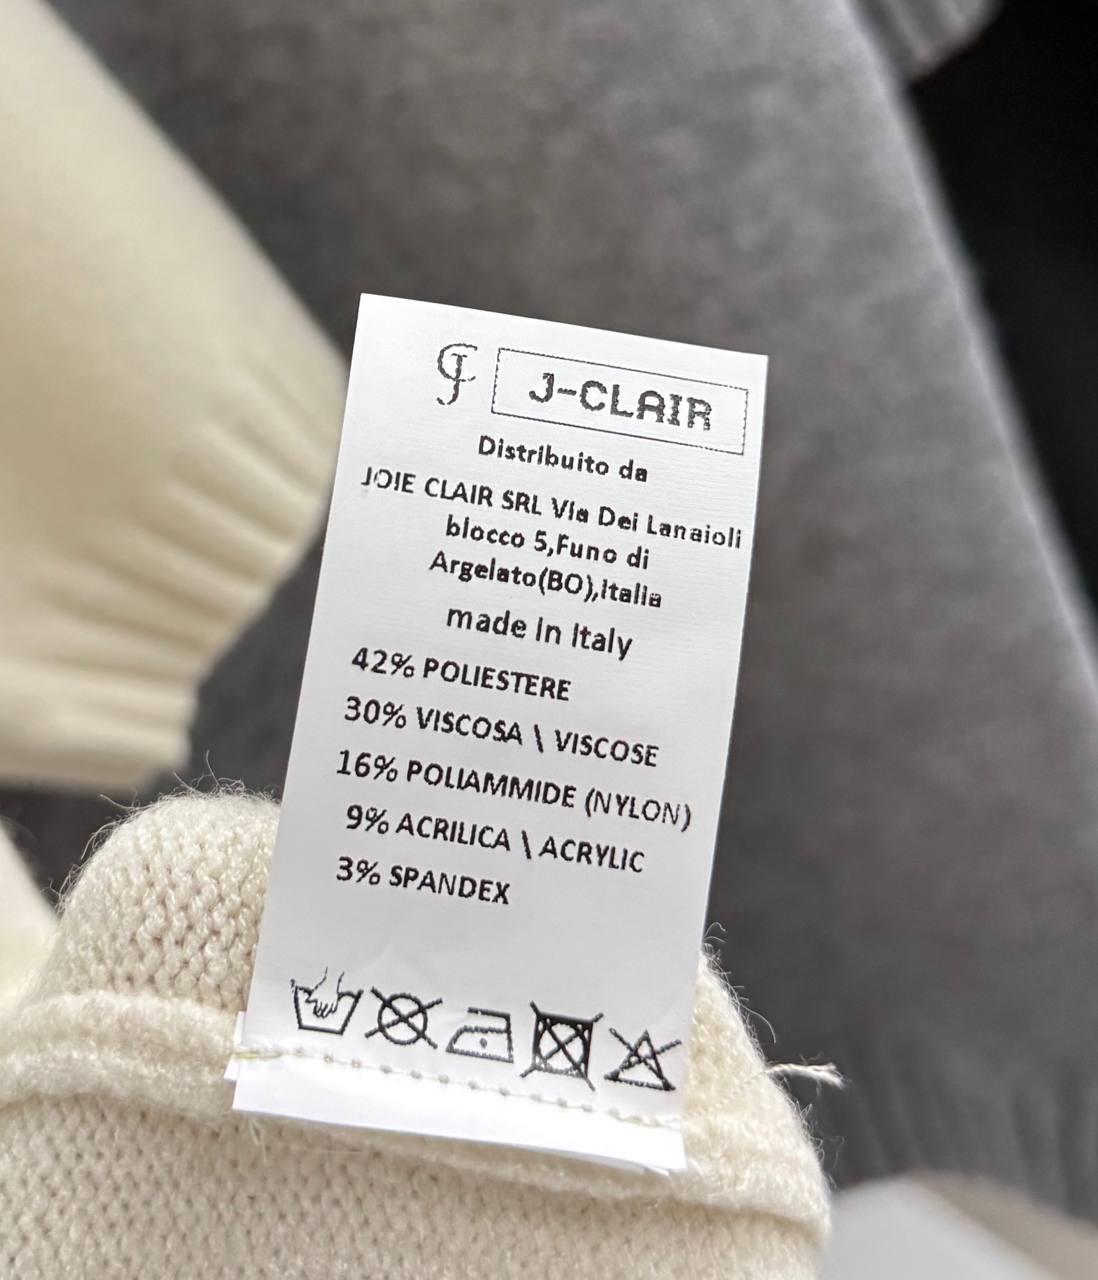 J-CLAIR
Distribuito da
JOIE CLAIR SRL Via Dei Lanaioli
blocco 5,Funo di
Argelato(BO),Italia
made in Italy
42% POLIESTERE
30% VISCOSA \ VISCOSE
16% POLIAMMIDE (NYLON)
9% ACRILICA \ ACRYLIC
3% SPANDEX